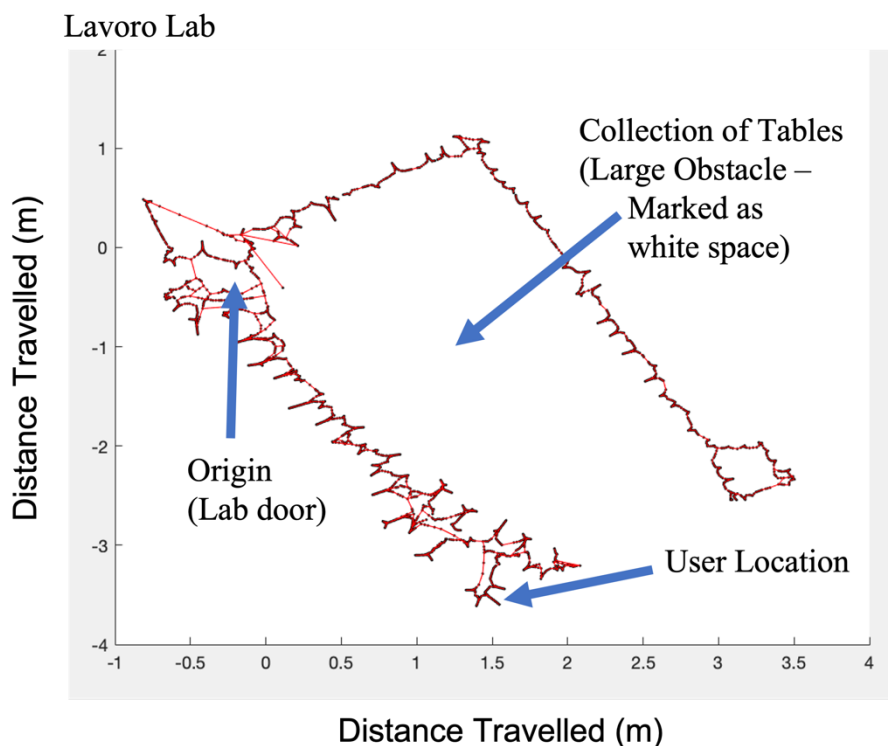 Lavoro Lab
2
1
0
-1
-2
-3
-4
Distance Travelled (m)
Collection of Tables
(Large Obstacle –
Marked as
white space)
Origin
(Lab door)
User Location
-1
-0.5
0
0.5
1
1.5
2
2.5
3
3.5
4
Distance Travelled (m)